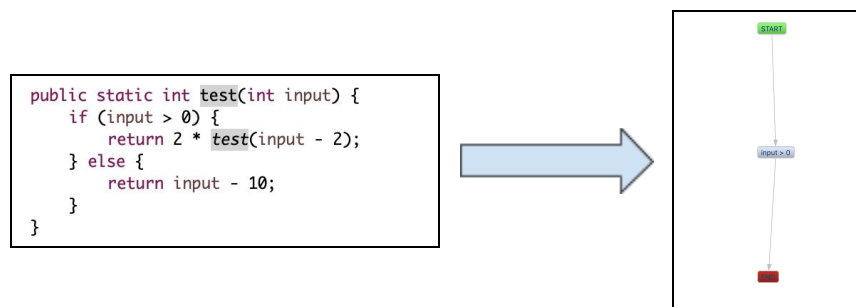 public static int test(int input) {
if (input > 0) {
return 2 * test(input - 2);
} else {
return input - 10;
}
}
START
input > 0